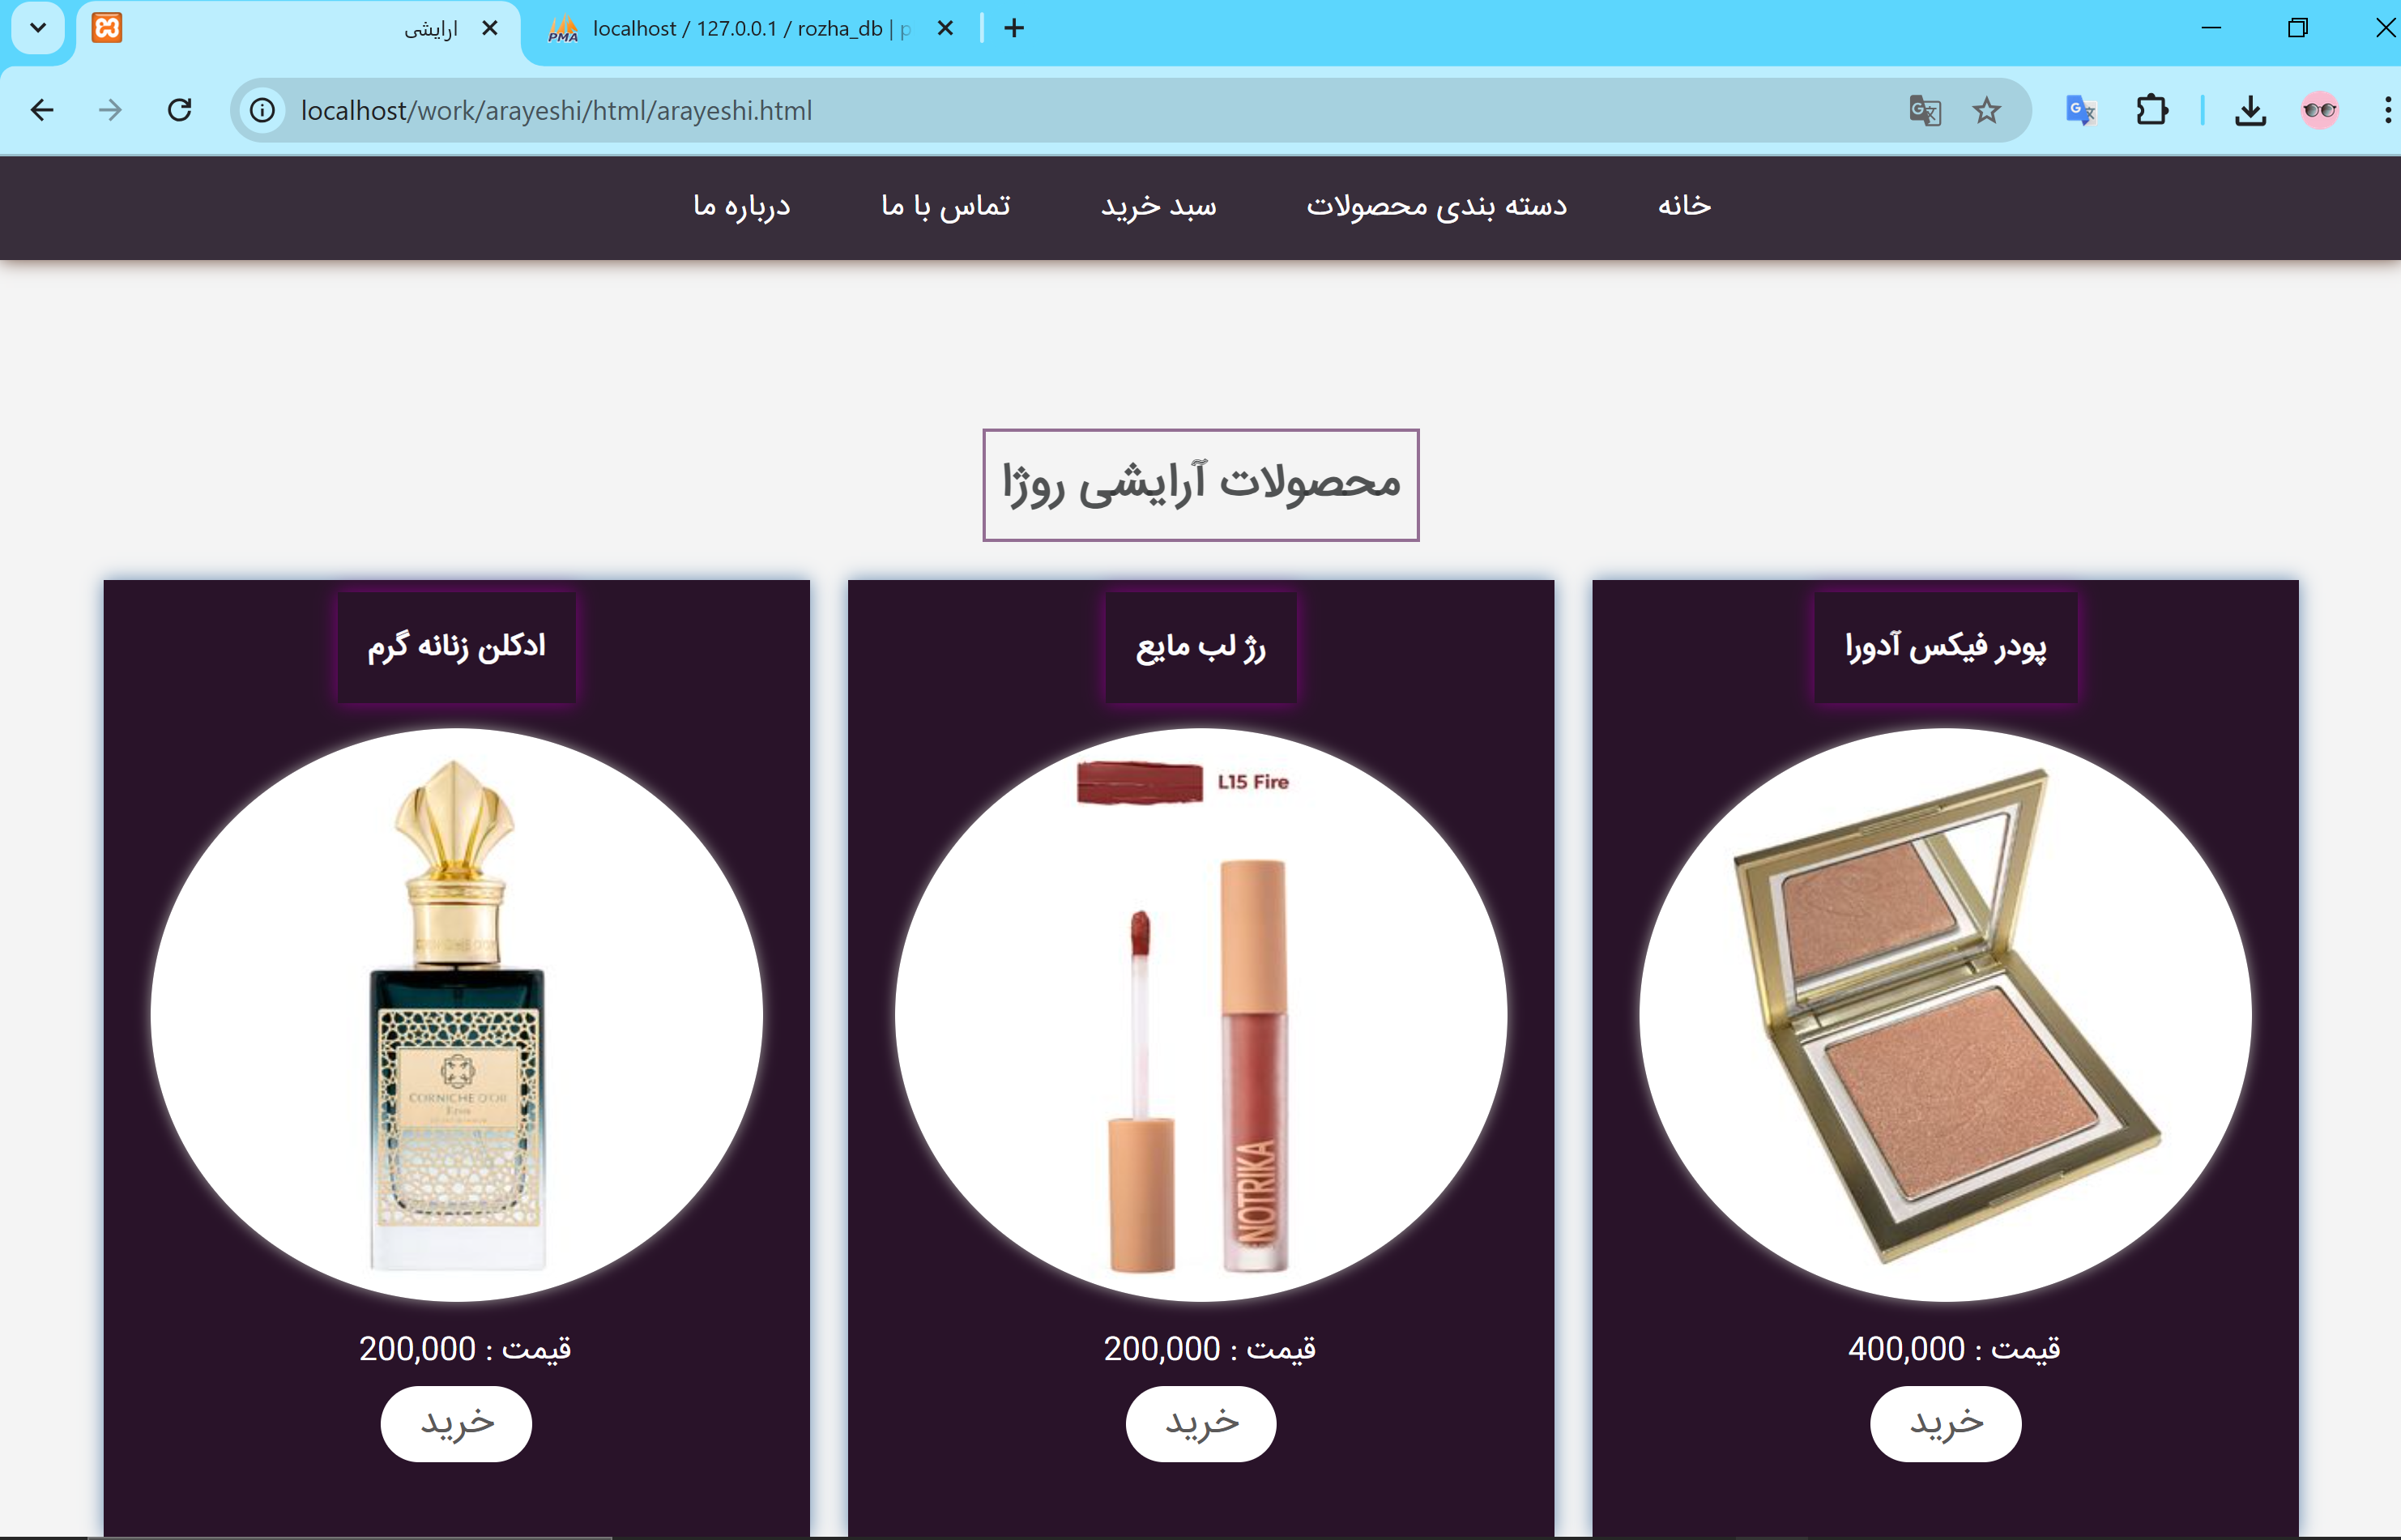 ارایشی
localhost / 127.0.0.1 / rozha_db | p
localhost/work/arayeshi/html/arayeshi.html
خانه
دسته بندی محصولات
سبد خرید
تماس با ما
درباره ما
محصولات آرایشی روژا
پودر فیکس آدورا
قیمت : 400,000
خرید
رژ لب مایع
L15 Fire
NOTRIKA
قیمت : 200,000
خرید
ادکلن زنانه گرم
CORNICHE D'OR
قیمت : 200,000
خرید